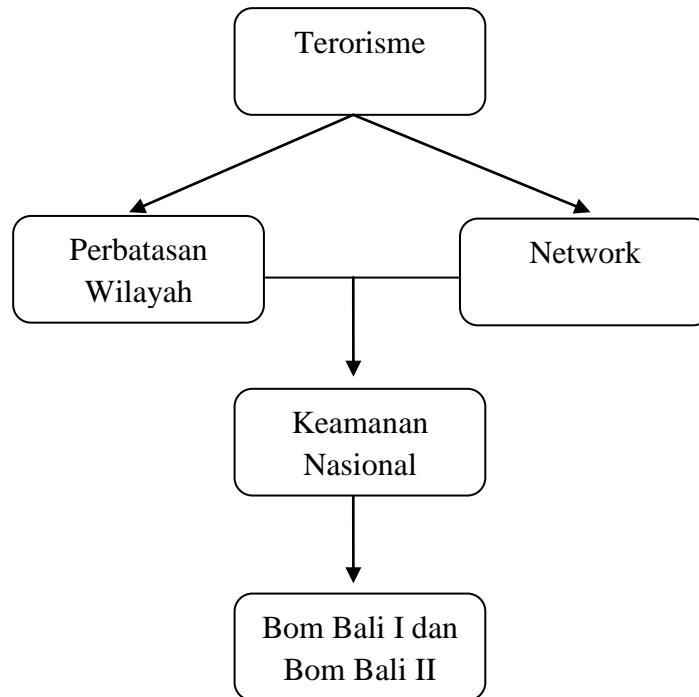 Terorisme
Perbatasan
Wilayah
Network
Keamanan
Nasional
Bom Bali I dan
Bom Bali II